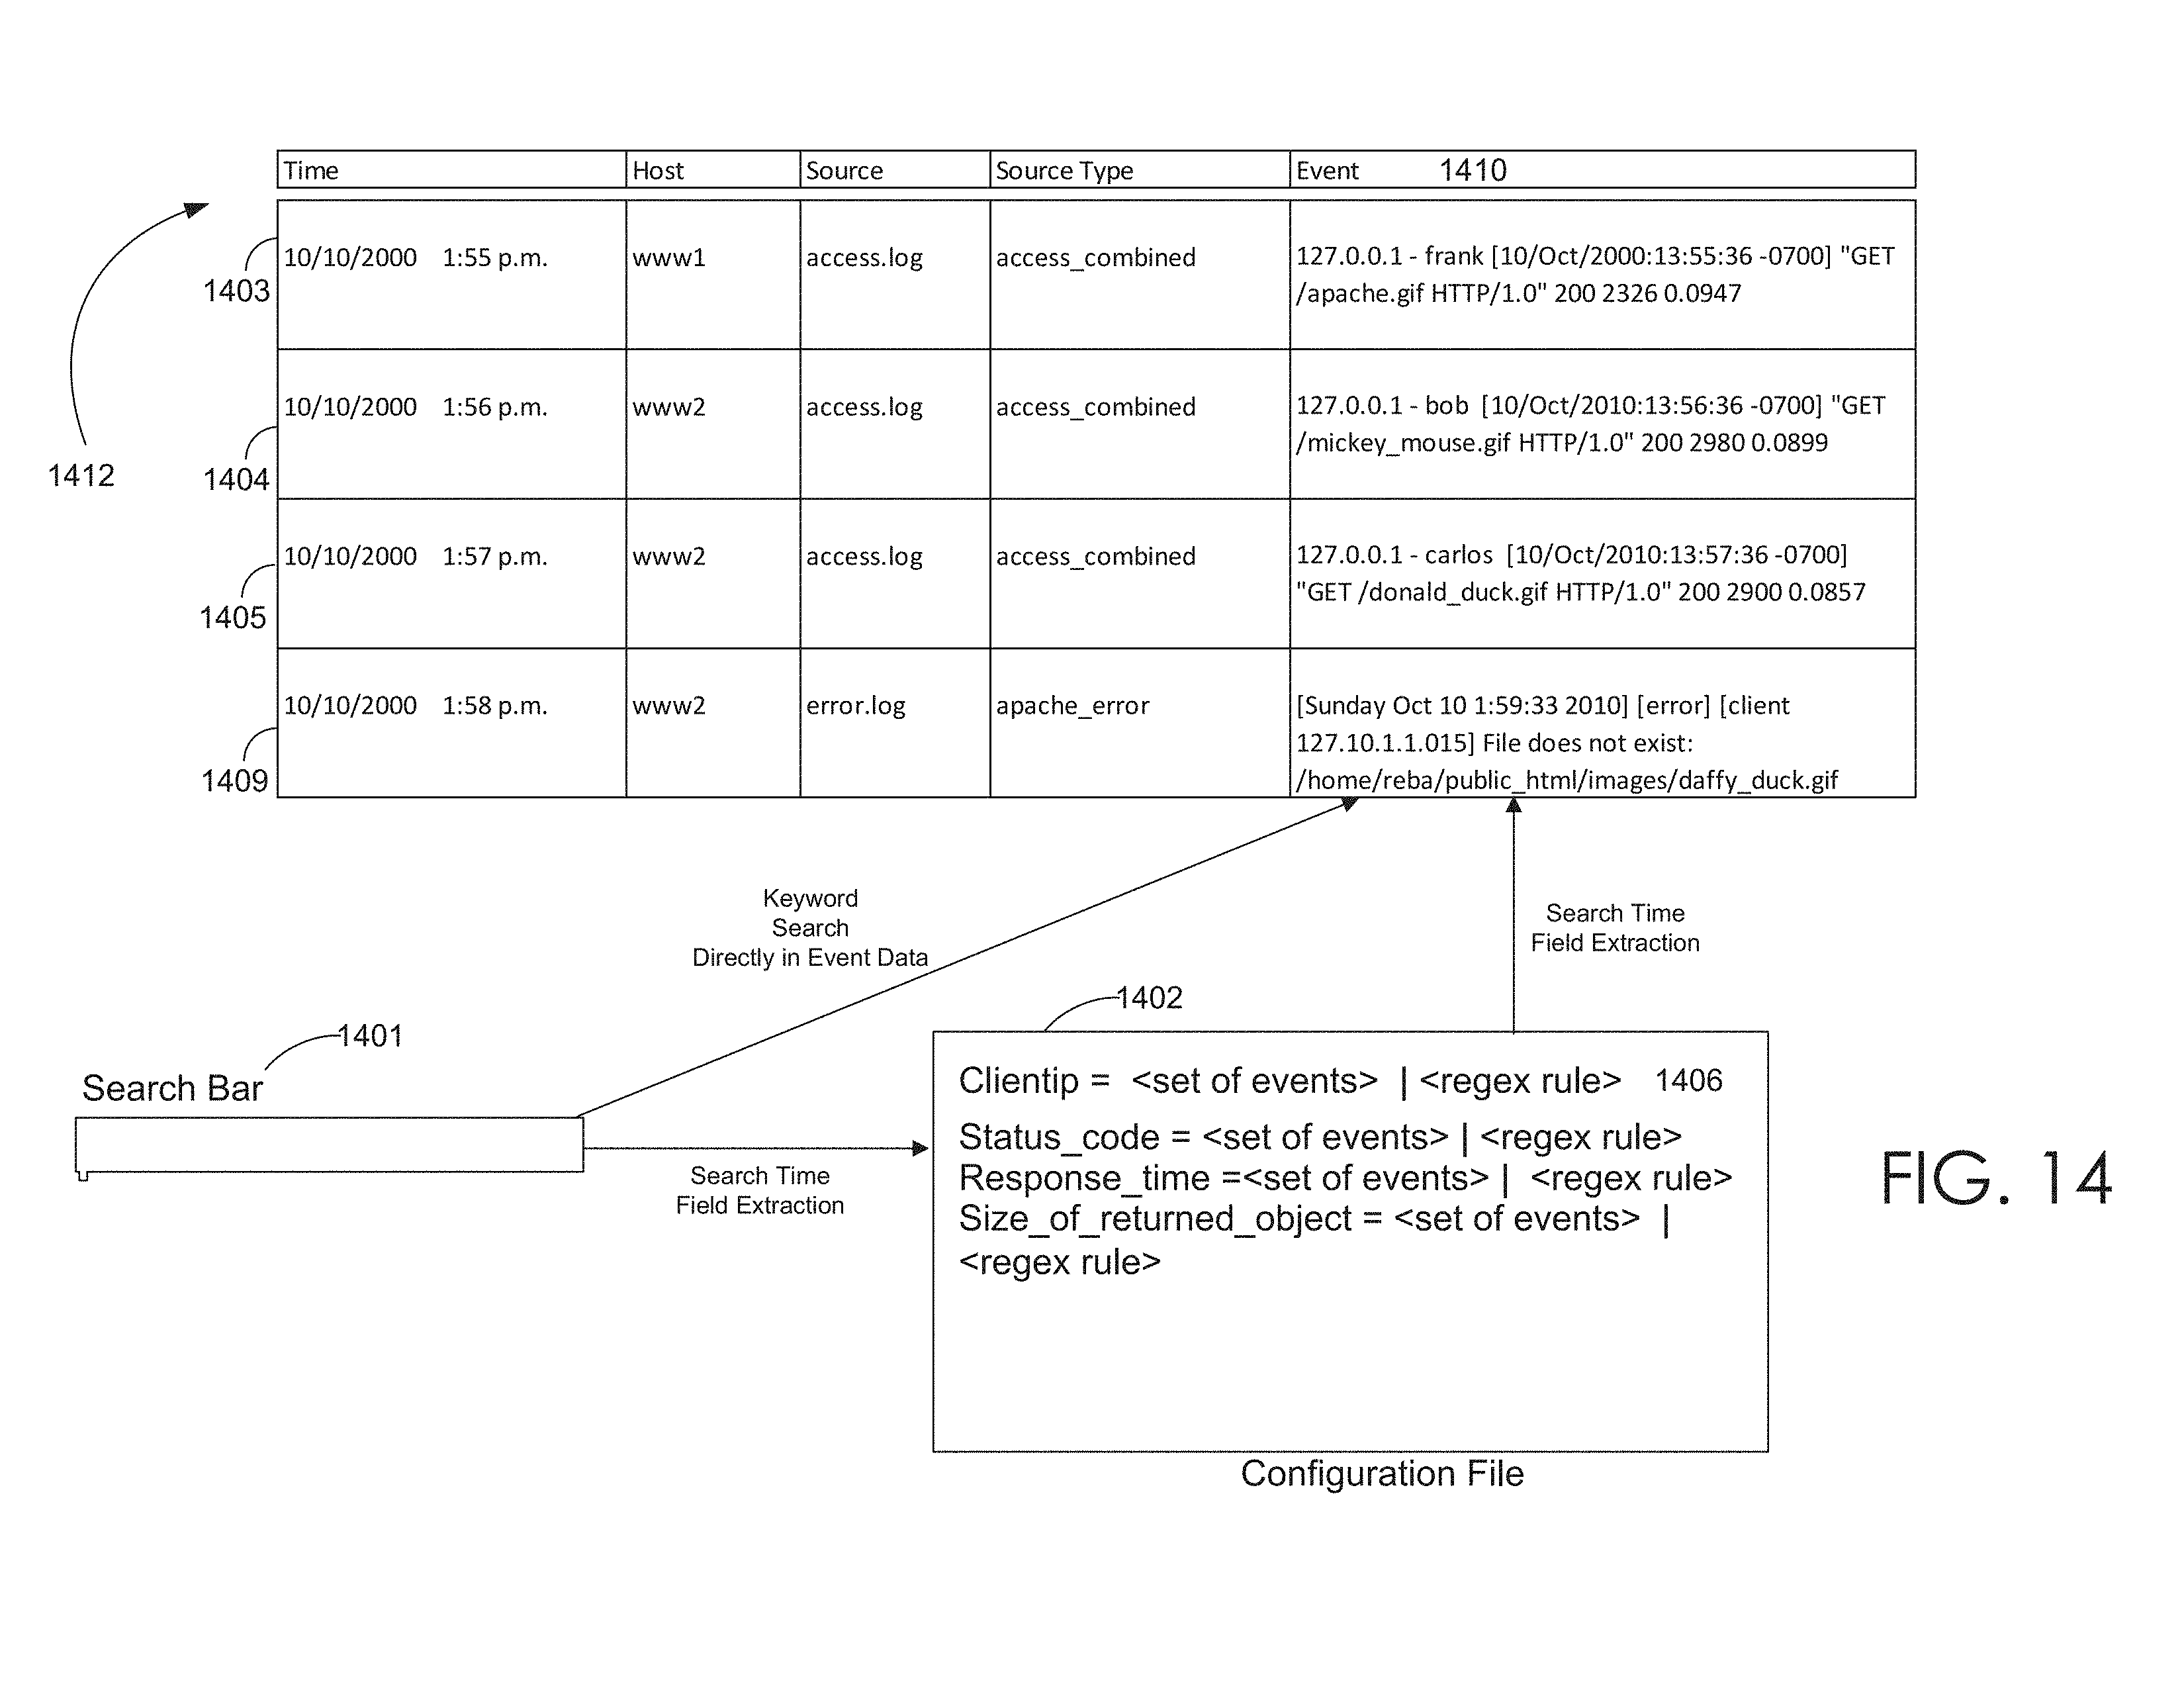 Time Host Source Source Type Event 1410
10/10/2000 1:55 p.m. www1 access.log access_combined 127.0.0.1 - frank [10/Oct/2000:13:55:36 -0700] "GET
/apache.gif HTTP/1.0" 200 2326 0.0947
1403
10/10/2000 1:56 p.m. www2 access.log access_combined 127.0.0.1 - bob [10/Oct/2010:13:56:36 -0700] "GET
/mickey_mouse.gif HTTP/1.0" 200 2980 0.0899
1412
1404
10/10/2000 1:57 p.m. www2 access.log access_combined 127.0.0.1 - carlos [10/Oct/2010:13:57:36 -0700]
"GET /donald_duck.gif HTTP/1.0" 200 2900 0.0857
1405
10/10/2000 1:58 p.m. www2 error.log apache_error [Sunday Oct 10 1:59:33 2010] [error] [client
127.10.1.1.015] File does not exist:
/home/reba/public_html/images/daffy_duck.gif
1409
Keyword
Search
Directly in Event Data
Search Time
Field Extraction
1402
1401
Search Bar
Search Time
Field Extraction
Clientip = <set of events> | <regex rule> 1406
Status_code = <set of events> | <regex rule>
Response_time =<set of events> | <regex rule>
Size_of_returned_object = <set of events> |
<regex rule>
Configuration File
FIG. 14